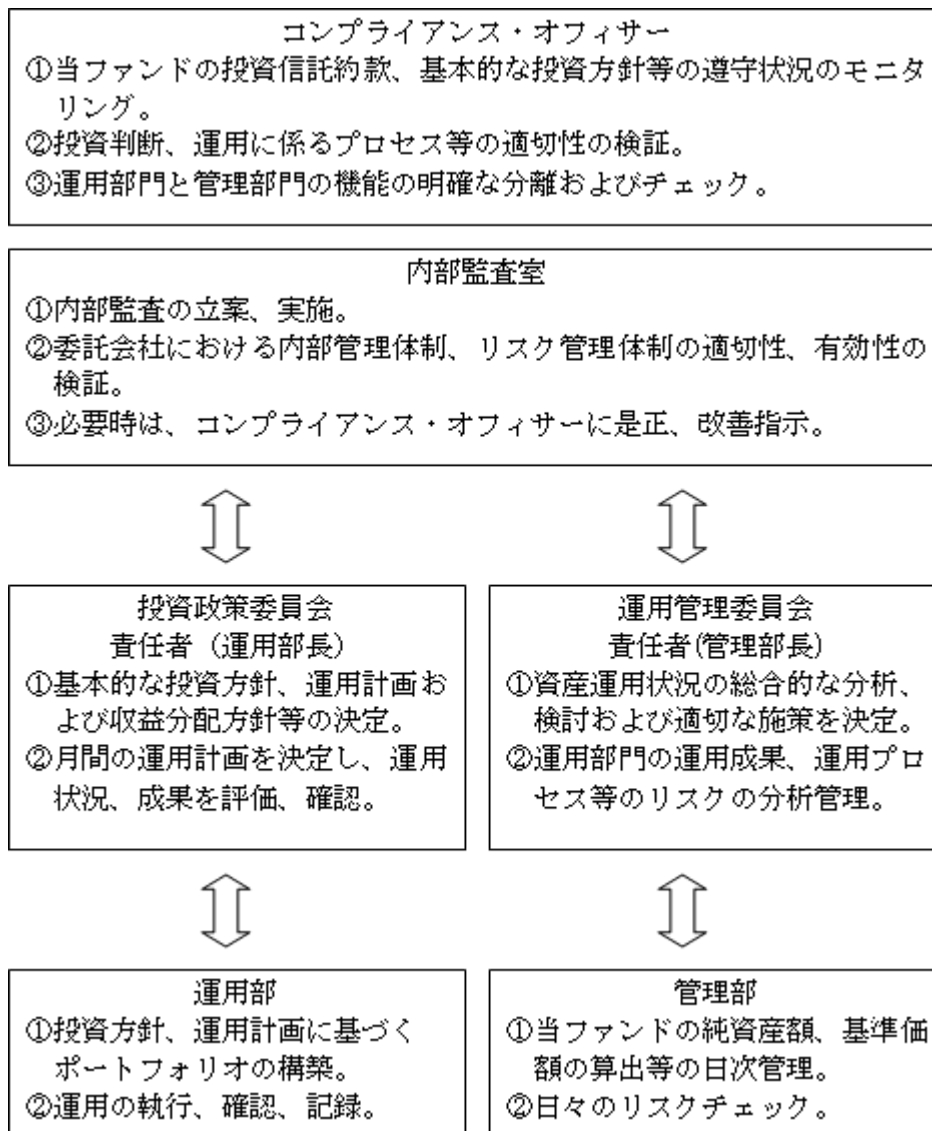 コンプライアンス・オフィサー
①当ファンドの投資信託約款、基本的な投資方針等の遵守状況のモニタ
リング。
②投資判断、運用に係るプロセス等の適切性の検証。
③運用部門と管理部門の機能の明確な分離およびチェック。
内部監査室
①内部監査の立案、実施。
②委託会社における内部管理体制、リスク管理体制の適切性、有効性の
検証。
③必要時は、コンプライアンス・オフィサーに是正、改善指示。
投資政策委員会
責任者（運用部長）
①基本的な投資方針、運用計画お
よび収益分配方針等の決定。
②月間の運用計画を決定し、運用
状況、成果を評価、確認。
運用管理委員会
責任者(管理部長)
①資産運用状況の総合的な分析、
検討および適切な施策を決定。
②運用部門の運用成果、運用プロ
セス等のリスクの分析管理。
運用部
①投資方針、運用計画に基づく
ポートフォリオの構築。
②運用の執行、確認、記録。
管理部
①当ファンドの純資産額、基準価
額の算出等の日次管理。
②日々のリスクチェック。